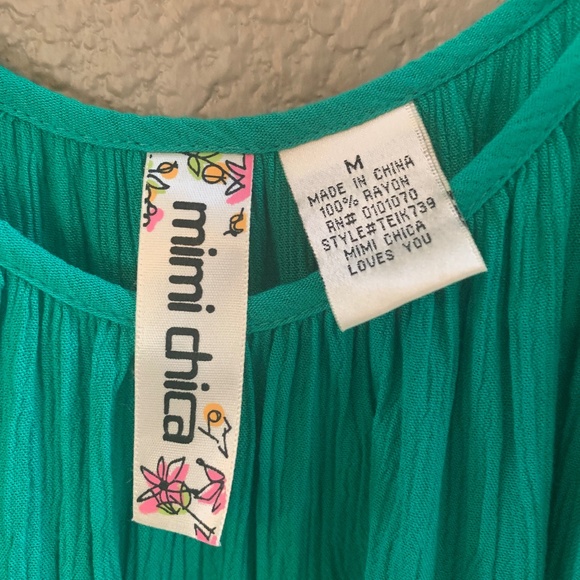 mimi chica
M
MADE IN CHINA
100% RAYON
RN# 0101070
STYLE#TEIK739
MIMI CHICA
LOVES YOU